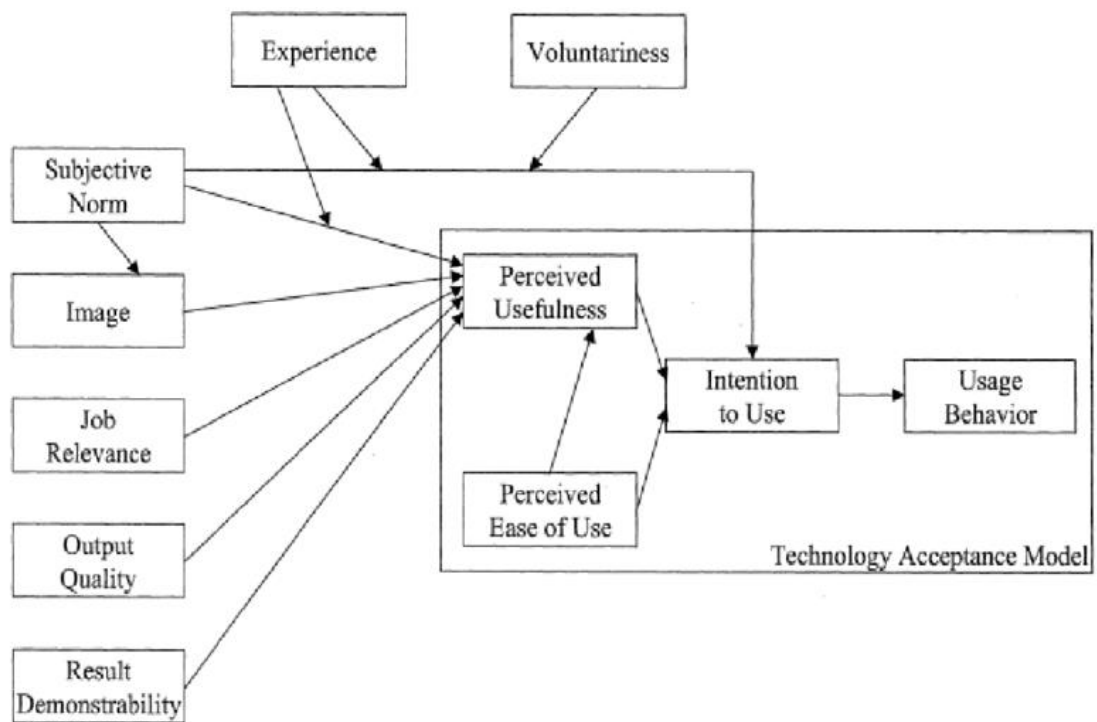 Experience
Voluntariness
Subjective
Norm
Image
Job
Relevance
Output
Quality
Result
Demonstrability
Perceived
Usefulness
Perceived
Ease of Use
Intention
to Use
Usage
Behavior
Technology Acceptance Model